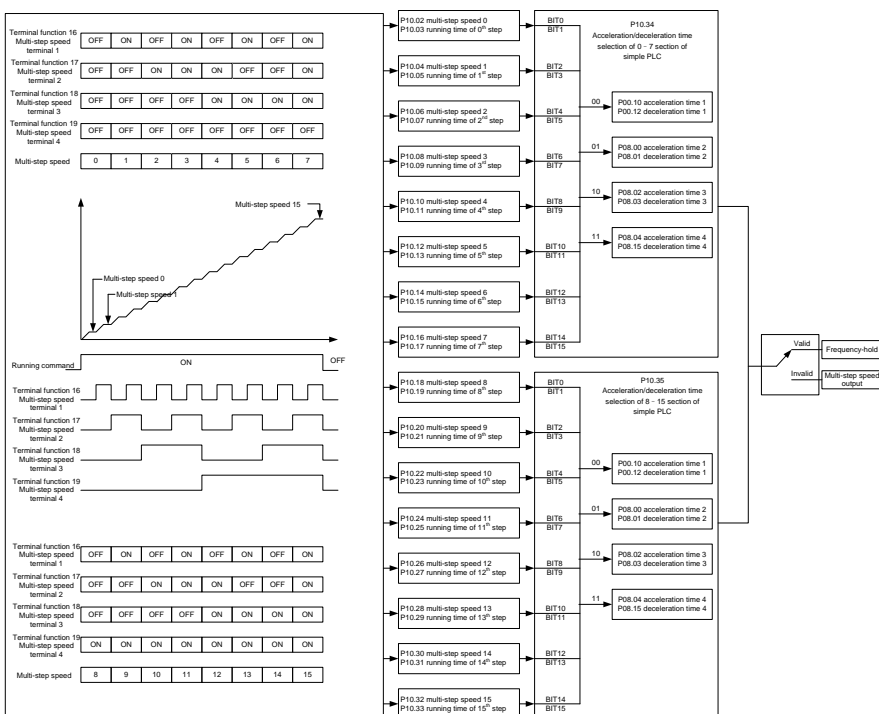 Terminal function 16
Multi-step speed
terminal 1
OFF ON OFF ON OFF ON OFF ON
Terminal function 17
Multi-step speed
terminal 2
OFF OFF ON ON OFF OFF ON
Terminal function 18
Multi-step speed
terminal 3
OFF OFF OFF OFF ON ON ON ON
Terminal function 19
Multi-step speed
terminal 4
OFF OFF OFF OFF OFF OFF OFF OFF
Multi-step speed
0 1 2 3 4 5 6 7
Multi-step speed 15
Multi-step speed 0
Multi-step speed 1
Running command
ON
OFF
Terminal function 16
Multi-step speed
terminal 1
Terminal function 17
Multi-step speed
terminal 2
Terminal function 18
Multi-step speed
terminal 3
Terminal function 19
Multi-step speed
terminal 4
Terminal function 16
Multi-step speed
terminal 1
OFF ON OFF ON OFF ON OFF ON
Terminal function 17
Multi-step speed
terminal 2
OFF OFF ON ON OFF OFF ON
Terminal function 18
Multi-step speed
terminal 3
OFF OFF OFF OFF ON ON ON ON
Terminal function 19
Multi-step speed
terminal 4
ON ON ON ON ON ON ON ON
Multi-step speed
8 9 10 11 12 13 14 15
P10.02 multi-step speed 0
P10.03 running time of 0th step
BIT0
BIT1
P10.04 multi-step speed 1
P10.05 running time of 1st step
BIT2
BIT3
P10.06 multi-step speed 2
P10.07 running time of 2nd step
BIT4
BIT5
P10.08 multi-step speed 3
P10.09 running time of 3rd step
BIT6
BIT7
P10.10 multi-step speed 4
P10.11 running time of 4th step
BIT8
BIT9
P10.12 multi-step speed 5
P10.13 running time of 5th step
BIT10
BIT11
P10.14 multi-step speed 6
P10.15 running time of 6th step
BIT12
BIT13
P10.16 multi-step speed 7
P10.17 running time of 7th step
BIT14
BIT15
P10.34
Acceleration/deceleration time
selection of 0 - 7 section of
simple PLC
00
P00.10 acceleration time 1
P00.12 deceleration time 1
01
P08.00 acceleration time 2
P08.01 deceleration time 2
10
P08.02 acceleration time 3
P08.03 deceleration time 3
11
P08.04 acceleration time 4
P08.15 deceleration time 4
P10.18 multi-step speed 8
P10.19 running time of 8th step
BIT0
BIT1
P10.20 multi-step speed 9
P10.21 running time of 9th step
BIT2
BIT3
P10.22 multi-step speed 10
P10.23 running time of 10th step
BIT4
BIT5
P10.24 multi-step speed 11
P10.25 running time of 11th step
BIT6
BIT7
P10.26 multi-step speed 12
P10.27 running time of 12th step
BIT8
BIT9
P10.28 multi-step speed 13
P10.29 running time of 13th step
BIT10
BIT11
P10.30 multi-step speed 14
P10.31 running time of 14th step
BIT12
BIT13
P10.32 multi-step speed 15
P10.33 running time of 15th step
BIT14
BIT15
P10.35
Acceleration/deceleration time
selection of 8 - 15 section of
simple PLC
00
P00.10 acceleration time 1
P00.12 deceleration time 1
01
P08.00 acceleration time 2
P08.01 deceleration time 2
10
P08.02 acceleration time 3
P08.03 deceleration time 3
11
P08.04 acceleration time 4
P08.15 deceleration time 4
Valid
Frequency-hold
Invalid
Multi-step speed
output